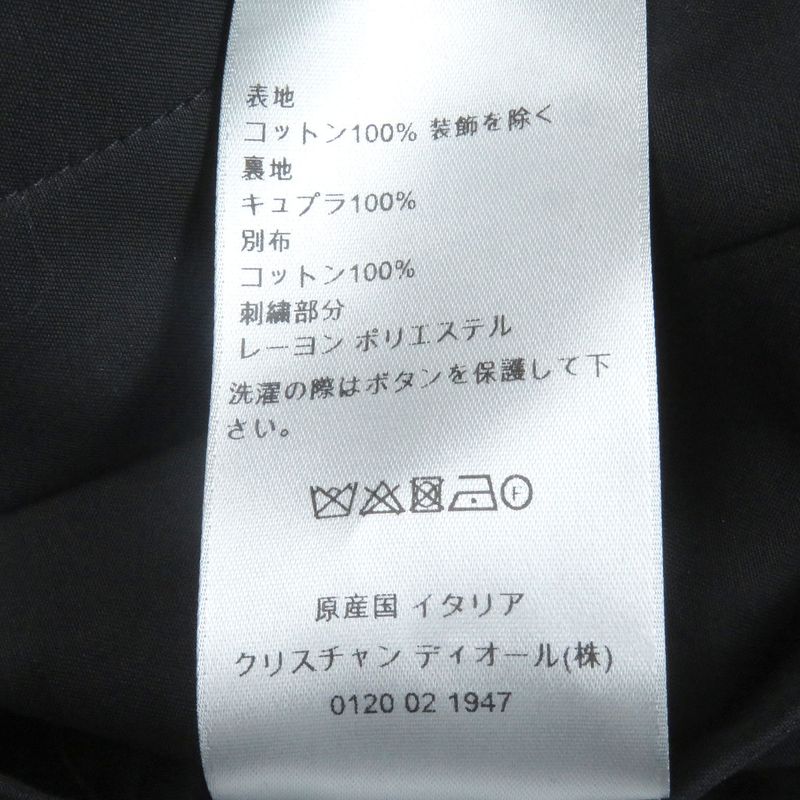 表地
コットン100% 装飾を除く
裏地
キュプラ100%
別布
コットン100%
刺繍部分
レーヨン ポリエステル
洗濯の際はボタンを保護して下
さい。
F
原産国 イタリア
クリスチャン ディオール(株)
0120 02 1947